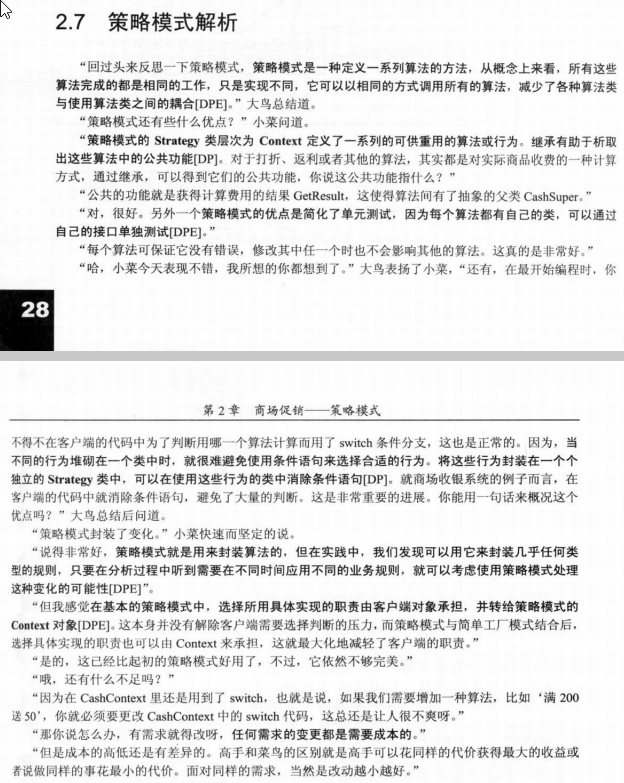 2.7 策略模式解析
“回过头来反思一下策略模式，策略模式是一种定义一系列算法的方法，从概念上来看，所有这些
算法完成的都是相同的工作，只是实现不同，它可以以相同的方式调用所有的算法，减少了各种算法类
与使用算法类之间的耦合[DPE]。”大鸟总结道。
“策略模式还有些什么优点？”小菜问道。
“策略模式的 Strategy 类层次为 Context 定义了一系列的可供重用的算法或行为。继承有助于析取
出这些算法中的公共功能[DP]。对于打折、返利或者其他的算法，其实都是对实际商品收费的一种计算
方式，通过继承，可以得到它们的公共功能，你说这公共功能指什么？”
“公共的功能就是获得计算费用的结果 GetResult，这使得算法间有了抽象的父类 CashSuper。”
“对，很好。另外一个策略模式的优点是简化了单元测试，因为每个算法都有自己的类，可以通过
自己的接口单独测试[DPE]。”
“每个算法可保证它没有错误，修改其中任一个时也不会影响其他的算法。这真的是非常好。”
“哈，小菜今天表现不错，我所想的你都想到了。”大鸟表扬了小菜，“还有，在最开始编程时，你
28
第 2 章 商场促销——策略模式
不得不在客户端的代码中为了判断用哪一个算法计算而用了 switch 条件分支，这也是正常的。因为，当
不同的行为堆砌在一个类中时，就很难避免使用条件语句来选择合适的行为。将这些行为封装在一个个
独立的 Strategy 类中，可以在使用这些行为的类中消除条件语句[DP]。就商场收银系统的例子而言，在
客户端的代码中就消除条件语句，避免了大量的判断。这是非常重要的进展。你能用一句话来概况这个
优点吗？”大鸟总结后问道。
“策略模式封装了变化。”小菜快速而坚定的说。
“说得非常好，策略模式就是用来封装算法的，但在实践中，我们发现可以用它来封装几乎任何类
型的规则，只要在分析过程中听到需要在不同时间应用不同的业务规则，就可以考虑使用策略模式处理
这种变化的可能性[DPE]”。
“但我感觉在基本的策略模式中，选择所用具体实现的职责由客户端对象承担，并转给策略模式的
Context 对象[DPE]。这本身并没有解除客户端需要选择判断的压力，而策略模式与简单工厂模式结合后，
选择具体实现的职责也可以由 Context 来承担，这就最大化地减轻了客户端的职责。”
“是的，这已经比起初的策略模式好用了，不过，它依然不够完美。”
“哦，还有什么不足吗？”
“因为在 CashContext 里还是用到了 switch，也就是说，如果我们需要增加一种算法，比如‘满 200
送 50’，你就必须要更改 CashContext 中的 switch 代码，这总还是让人很不爽呀。”
“那你说怎么办，有需求就得改呀，任何需求的变更都是需要成本的。”
“但是成本的高低还是有差异的。高手和菜鸟的区别就是高手可以花同样的代价获得最大的收益或
者说做同样的事花最小的代价。面对同样的需求，当然是改动越小越好。”